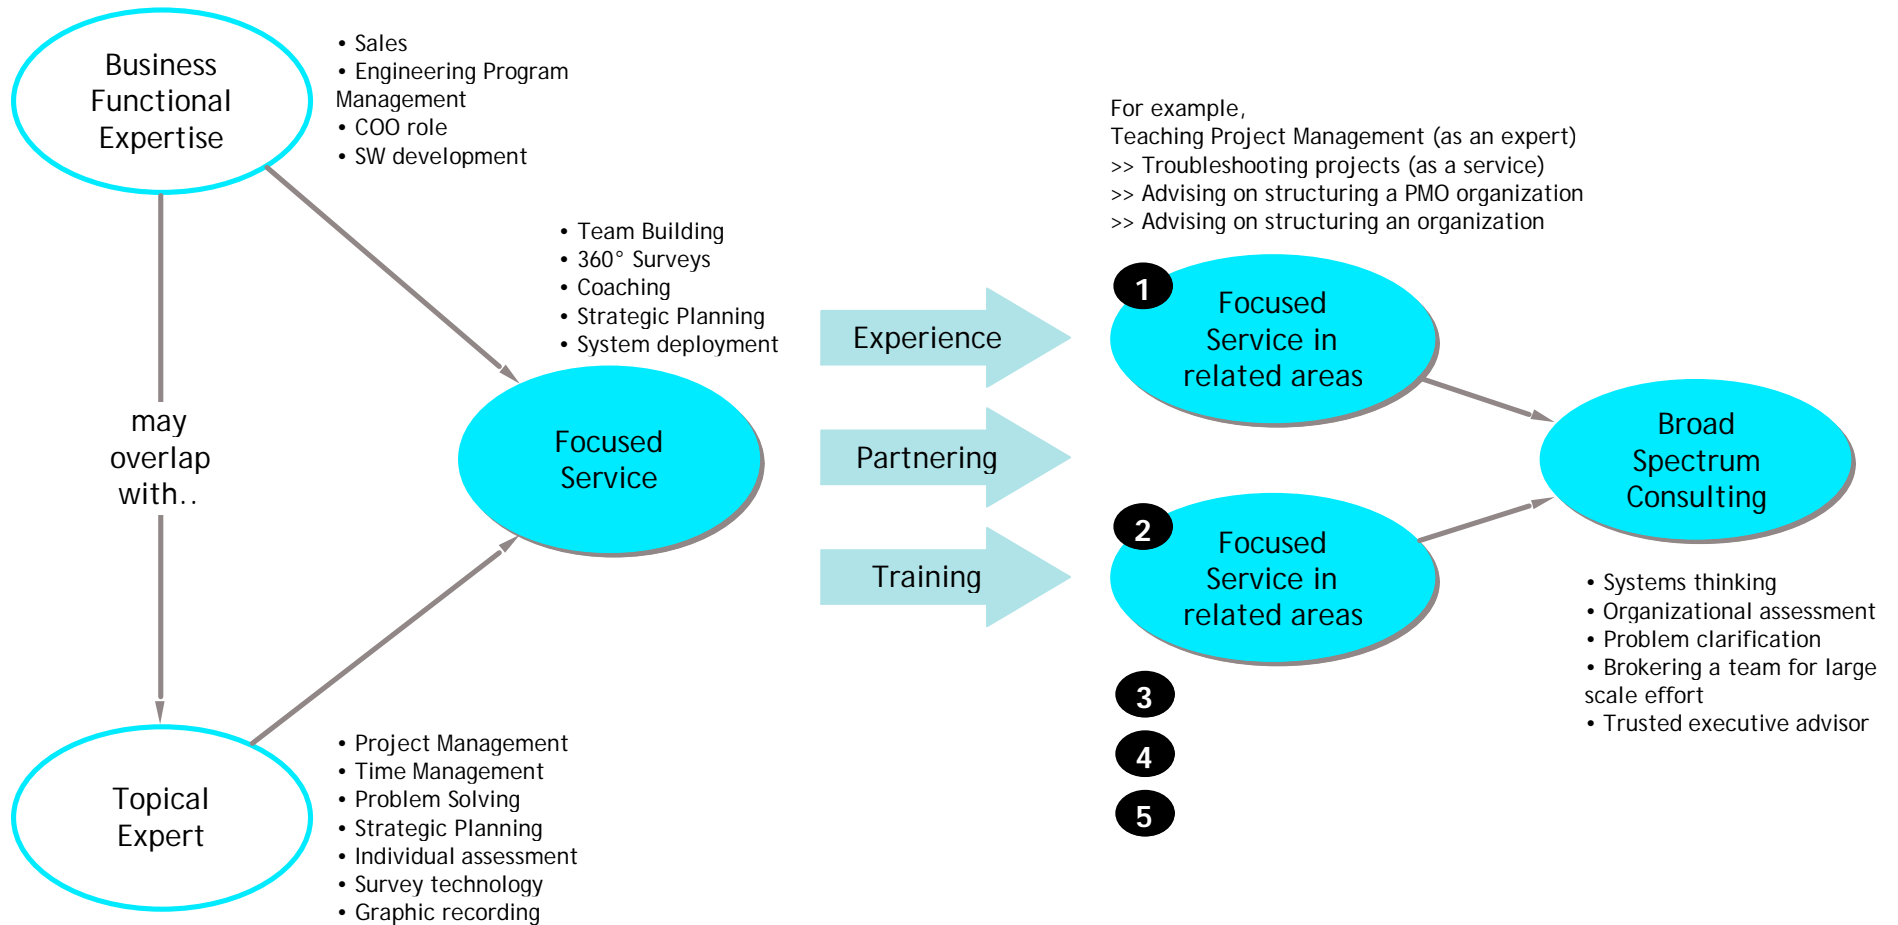 Business
Functional
Expertise
• Sales
• Engineering Program
Management
• COO role
• SW development
may
overlap
with..
Topical
Expert
• Project Management
• Time Management
• Problem Solving
• Strategic Planning
• Individual assessment
• Survey technology
• Graphic recording
• Team Building
• 360° Surveys
• Coaching
• Strategic Planning
• System deployment
Focused
Service
Experience
Partnering
Training
For example,
Teaching Project Management (as an expert)
>> Troubleshooting projects (as a service)
>> Advising on structuring a PMO organization
>> Advising on structuring an organization
1
Focused
Service in
related areas
2
Focused
Service in
related areas
3
4
5
Broad
Spectrum
Consulting
• Systems thinking
• Organizational assessment
• Problem clarification
• Brokering a team for large
scale effort
• Trusted executive advisor